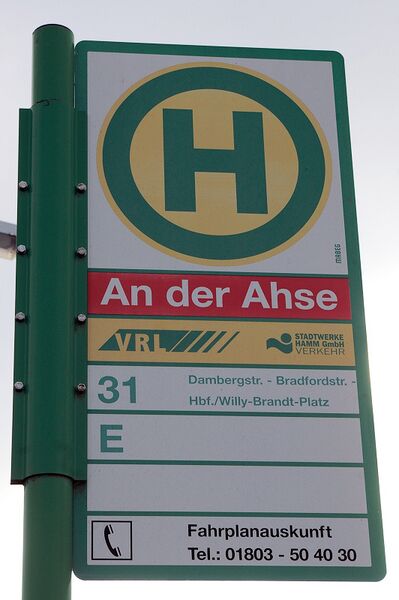 H
MABEG
An der Ahse
VRL
STADTWERKE
HAMM GmbH
VERKEHR
31
Dambergstr. - Bradfordstr. -
Hbf./Willy-Brandt-Platz
E
Fahrplanauskunft
Tel.: 01803 - 50 40 30